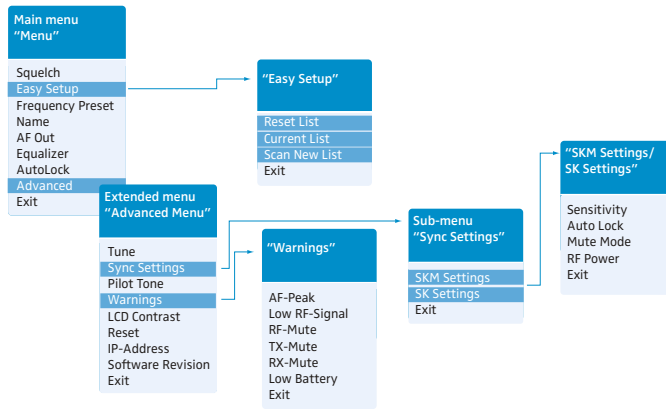 Main menu
“Menu”
Squelch
Easy Setup
Frequency Preset
Name
AF Out
Equalizer
AutoLock
Advanced
Exit
“Easy Setup”
Reset List
Current List
Scan New List
Exit
Extended menu
“Advanced Menu”
Tune
Sync Settings
Pilot Tone
Warnings
LCD Contrast
Reset
IP-Address
Software Revision
Exit
“Warnings”
AF-Peak
Low RF-Signal
RF-Mute
TX-Mute
RX-Mute
Low Battery
Exit
Sub-menu
“Sync Settings”
SKM Settings
SK Settings
Exit
“SKM Settings/
SK Settings”
Sensitivity
Auto Lock
Mute Mode
RF Power
Exit